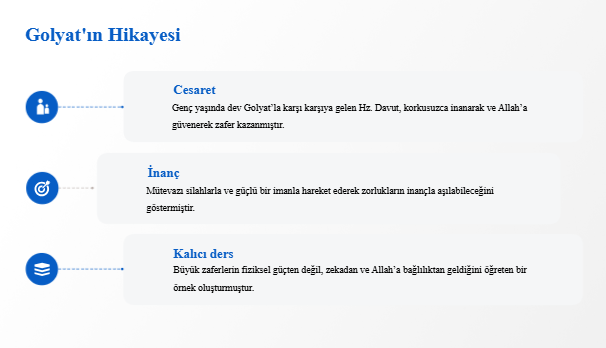 Golyat'ın Hikayesi
Cesaret
Genç yaşında dev Golyat’la karşı karşıya gelen Hz. Davut, korkusuzca inanarak ve Allah’a
güvenerek zafer kazanmıştır.
İnanç
Mütevazı silahlarla ve güçlü bir imanla hareket ederek zorlukların inançla aşılabileceğini
göstermiştir.
Kalıcı ders
Büyük zaferlerin fiziksel güçten değil, zekadan ve Allah’a bağlılıktan geldiğini öğreten bir
örnek oluşturmuştur.